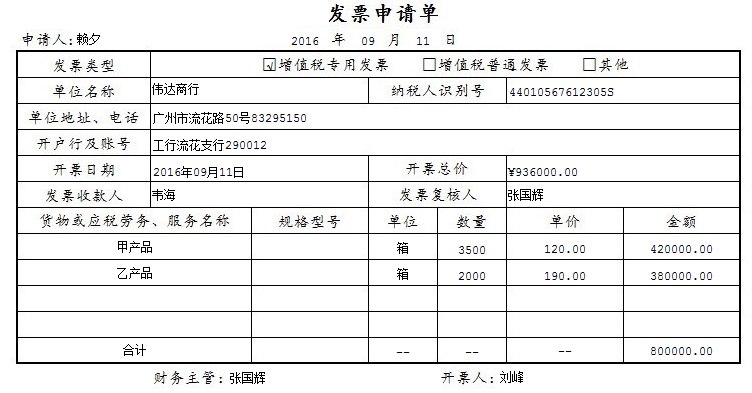 发票申请单
申请人：赖夕 2016 年 09 月 11 日
发票类型 ☑增值税专用发票 □增值税普通发票 □其他
单位名称 伟达商行 纳税人识别号 44010567612305S
单位地址、电话 广州市流花路50号83295150
开户行及账号 工行流花支行290012
开票日期 2016年09月11日 开票总价 ¥936000.00
发票收款人 韦海 发票复核人 张国辉
货物或应税劳务、服务名称 规格型号 单位 数量 单价 金额
甲产品 箱 3500 120.00 420000.00
乙产品 箱 2000 190.00 380000.00
合计 -- -- -- 800000.00
财务主管：张国辉 开票人：刘峰